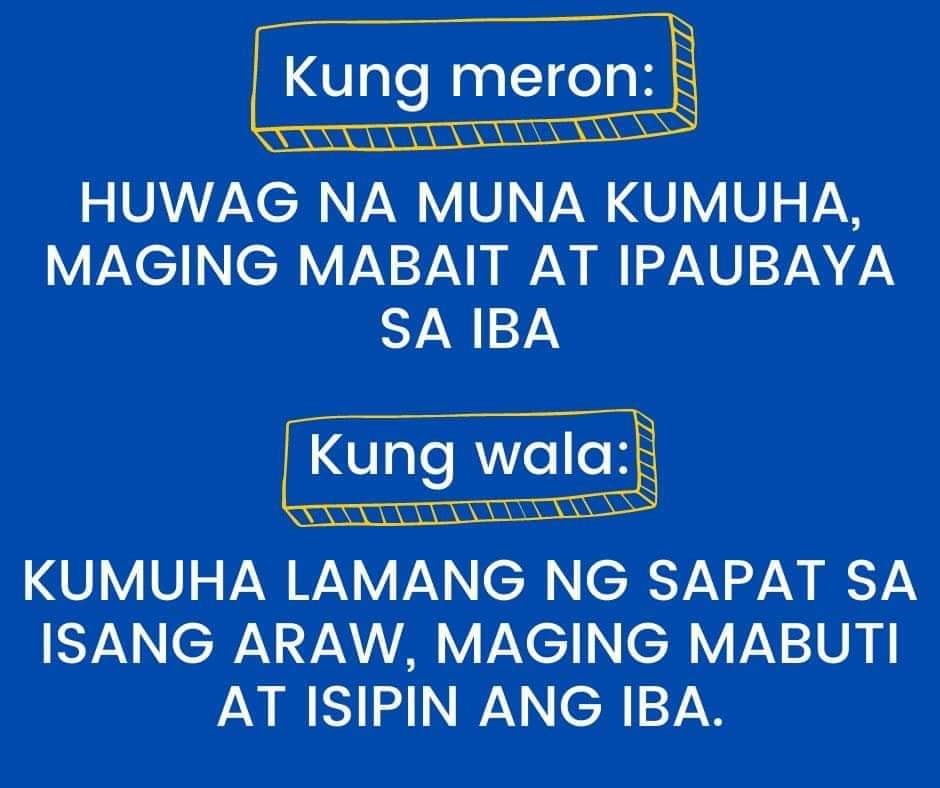 Kung meron:
HUWAG NA MUNA KUMUHA,
MAGING MABAIT AT IPAUBAYA
SA IBA
Kung wala:
KUMUHA LAMANG NG SAPAT SA
ISANG ARAW, MAGING MABUTI
AT ISIPIN ANG IBA.